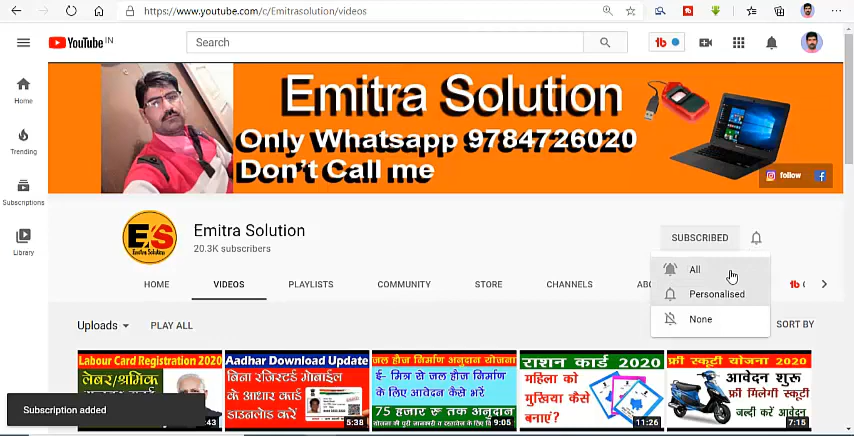 https://www.youtube.com/c/Emitrasolution/videos
YouTube IN
Search
Emitra Solution
Only Whatsapp 9784726020
Don't Call me
follow
Home
Trending
Subscriptions
Library
E/S
Emitra Solution
Emitra Solution
20.3K subscribers
SUBSCRIBED
All
Personalised
None
HOME VIDEOS PLAYLISTS COMMUNITY STORE CHANNELS
Uploads PLAY ALL SORT BY
Labour Card Registration 2020
लेबर/श्रमिक
Aadhar Download Update
बिना रजिस्टर्ड मोबाईल
के आधार कार्ड
डाउनलोड करें
5:38
जल हौज निर्माण अनुदान योजना
ई- मित्र से जल हौज निर्माण
के लिए आवेदन कैसे भरें
75 हजार रू तक अनुदान
9:05
राशन कार्ड 2020
महिला को
मुखिया कैसे
बनाएं?
11:26
फ्री स्कूटी योजना 2020
आवेदन शुरू
फ्री मिलेगी स्कूटी
जल्दी करें आवेदन
7:15
Subscription added